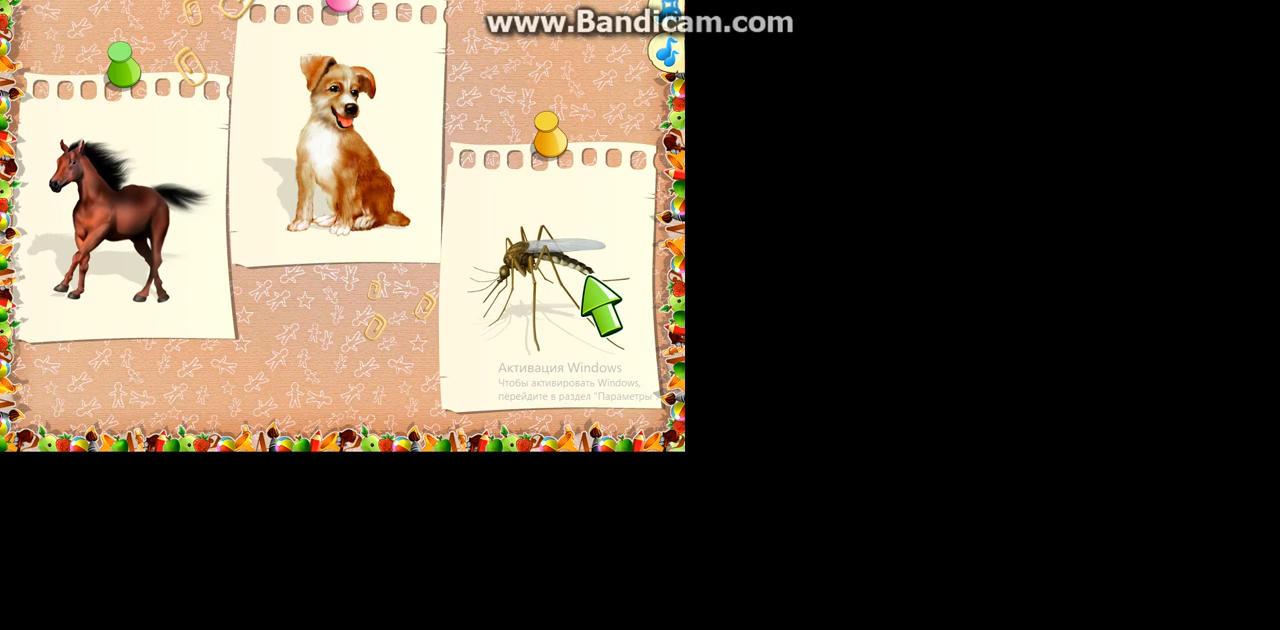 www.Bandicam.com
Активация Windows
Чтобы активировать Windows,
перейдите в раздел "Параметры